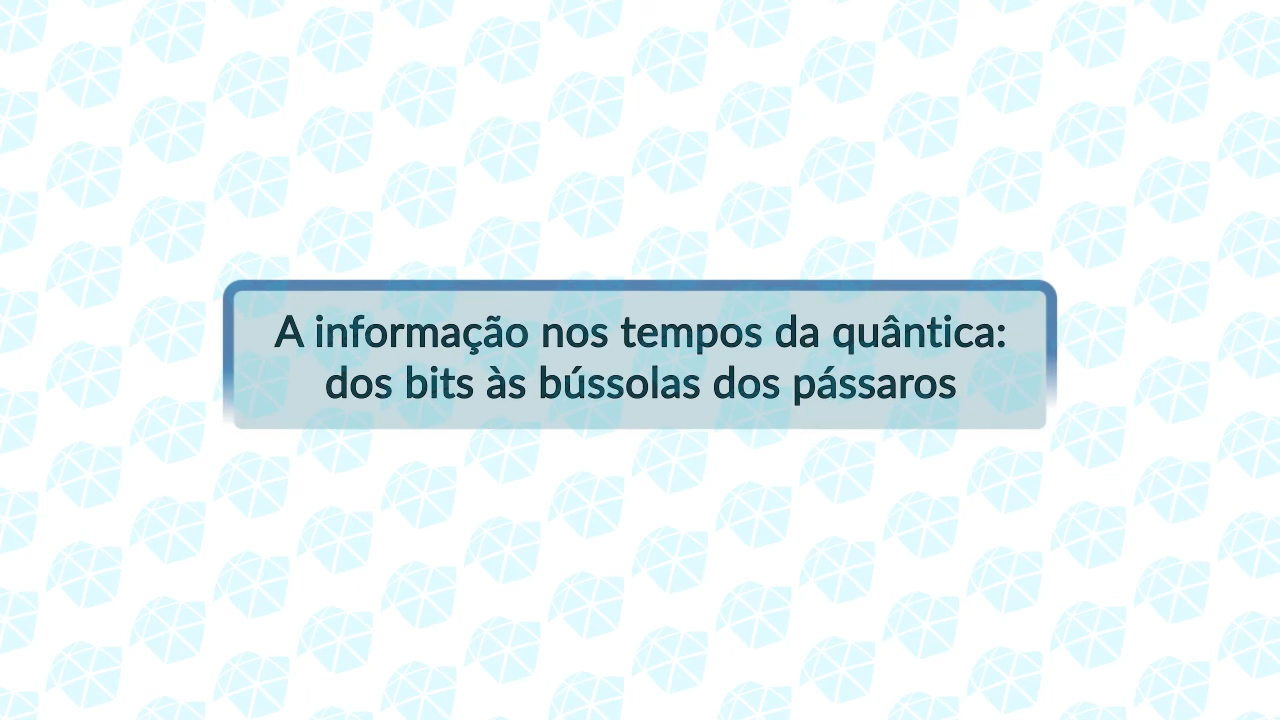 A informação nos tempos da quântica:
dos bits às bússolas dos pássaros